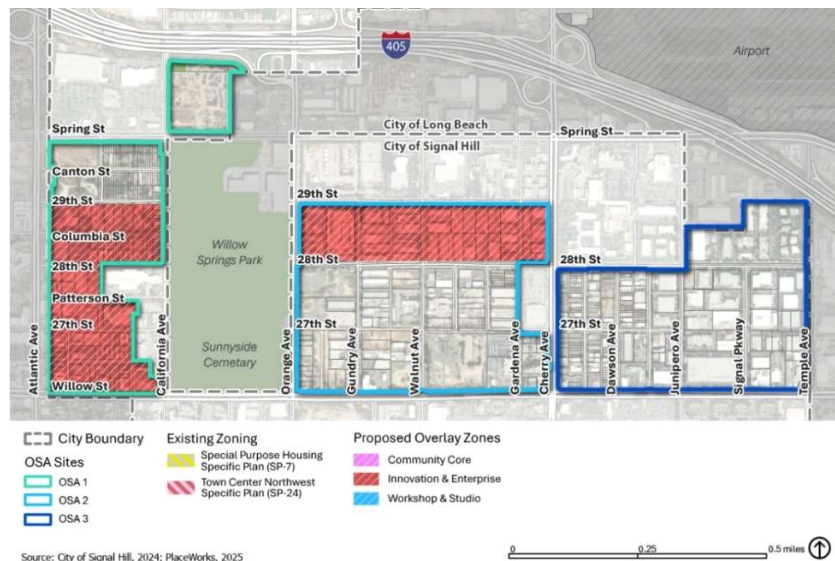 405
Airport
Spring St
City of Long Beach
Spring St
City of Signal Hill
Canton St
29th St
29th St
Columbia St
Willow
Springs Park
28th St
28th St
28th St
Patterson St
27th St
27th St
27th St
Sunnyside
Cemetery
Willow St
Atlantic Ave
California Ave
Orange Ave
Gundry Ave
Walnut Ave
Gardena Ave
Cherry Ave
Dawson Ave
Junipero Ave
Signal Pkway
Temple Ave
City Boundary
OSA Sites
OSA 1
OSA 2
OSA 3
Existing Zoning
Special Purpose Housing
Specific Plan (SP-7)
Town Center Northwest
Specific Plan (SP-24)
Proposed Overlay Zones
Community Core
Innovation & Enterprise
Workshop & Studio
Source: City of Signal Hill, 2024; PlaceWorks, 2025
0 0.25 0.5 miles